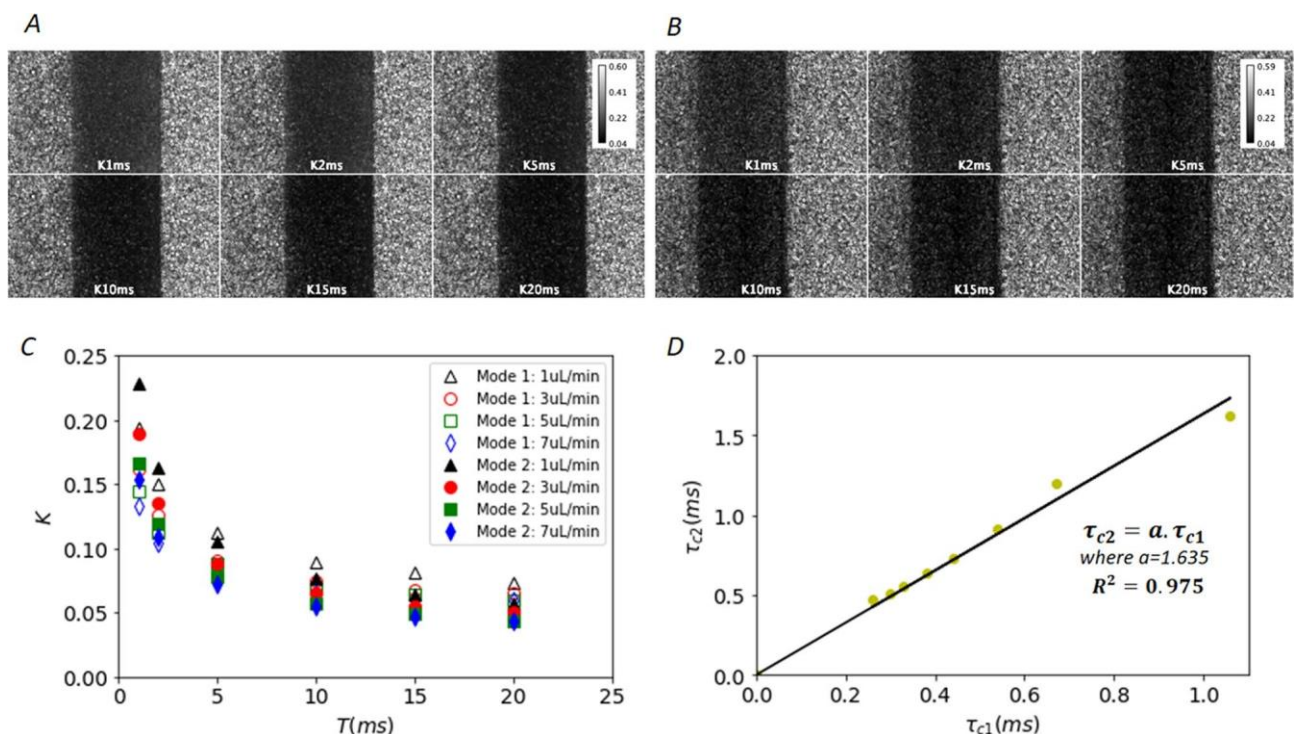 A
0.60
0.41
0.22
0.04
K1ms
K2ms
K5ms
K10ms
K15ms
K20ms
B
0.59
0.41
0.22
0.04
K1ms
K2ms
K5ms
K10ms
K15ms
K20ms
C
0.25
0.20
0.15
0.10
0.05
0.00
K
0
5
10
15
20
25
T(ms)
Mode 1: 1uL/min
Mode 1: 3uL/min
Mode 1: 5uL/min
Mode 1: 7uL/min
Mode 2: 1uL/min
Mode 2: 3uL/min
Mode 2: 5uL/min
Mode 2: 7uL/min
D
2.0
1.5
1.0
0.5
0.0
τc2(ms)
0.0
0.2
0.4
0.6
0.8
1.0
τc1(ms)
τc2 = a. τc1
where a=1.635
R² = 0.975